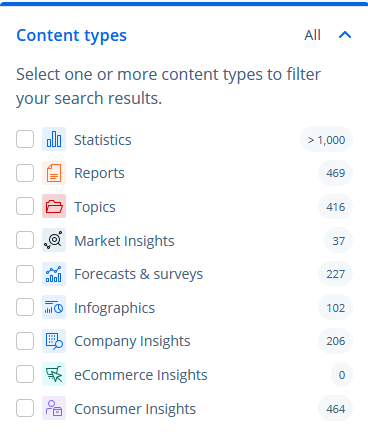 Content types All
Select one or more content types to filter
your search results.
Statistics > 1,000
Reports 469
Topics 416
Market Insights 37
Forecasts & surveys 227
Infographics 102
Company Insights 206
eCommerce Insights 0
Consumer Insights 464